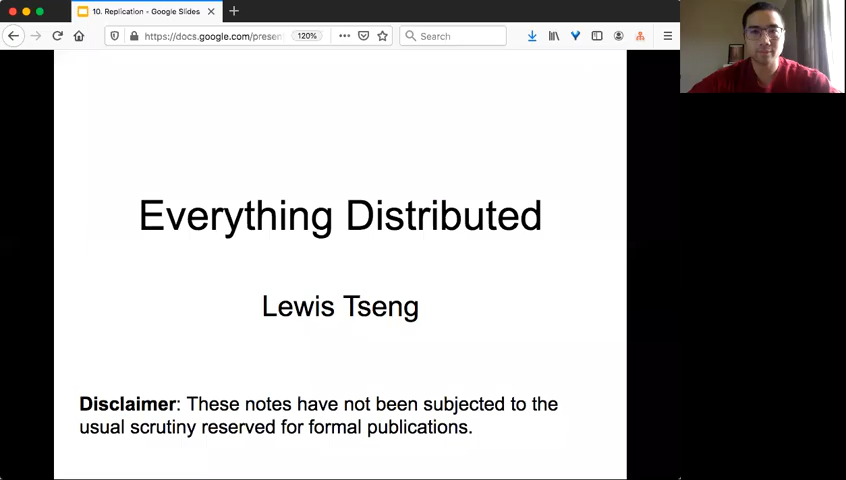 10. Replication - Google Slides
https://docs.google.com/presen
120%
Search
Everything Distributed
Lewis Tseng
Disclaimer: These notes have not been subjected to the
usual scrutiny reserved for formal publications.